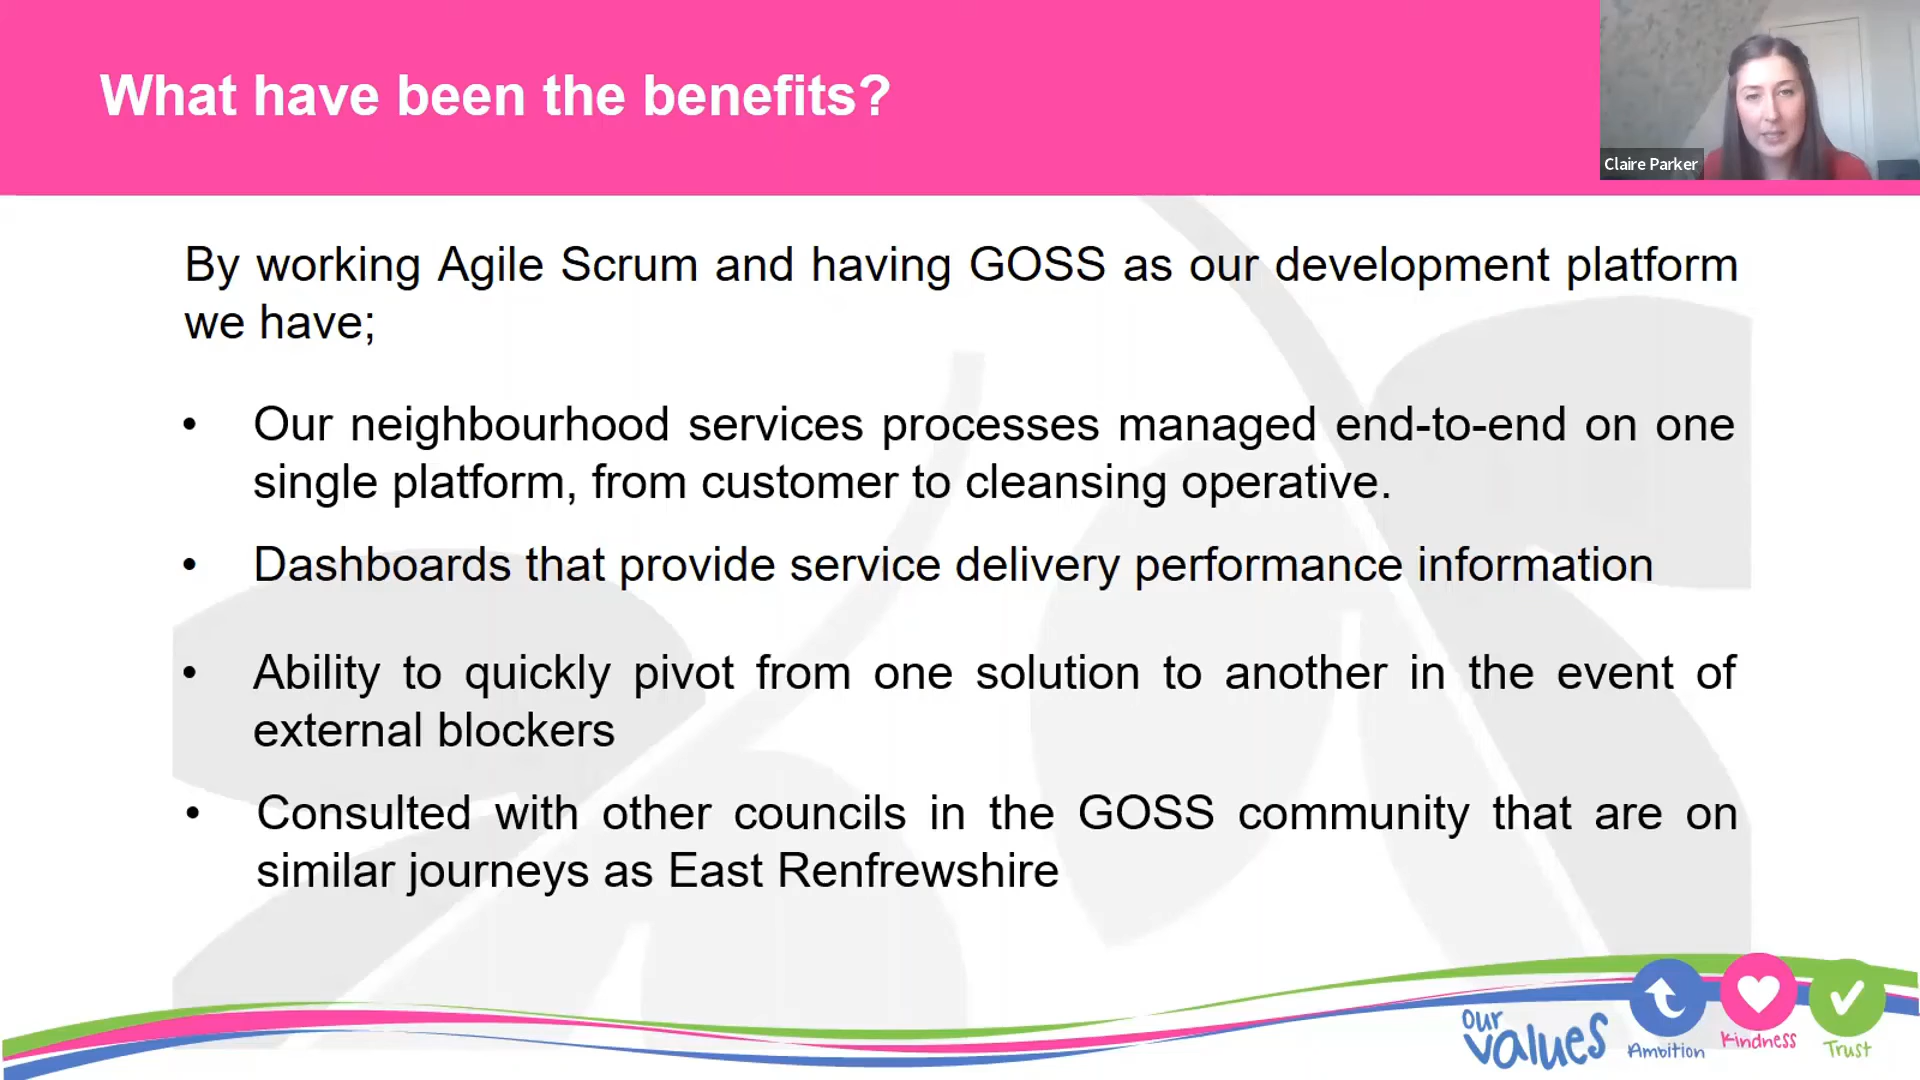 What have been the benefits?
Claire Parker
By working Agile Scrum and having GOSS as our development platform
we have;
• Our neighbourhood services processes managed end-to-end on one
single platform, from customer to cleansing operative.
• Dashboards that provide service delivery performance information
• Ability to quickly pivot from one solution to another in the event of
external blockers
• Consulted with other councils in the GOSS community that are on
similar journeys as East Renfrewshire
our
values
Ambition
Kindness
Trust